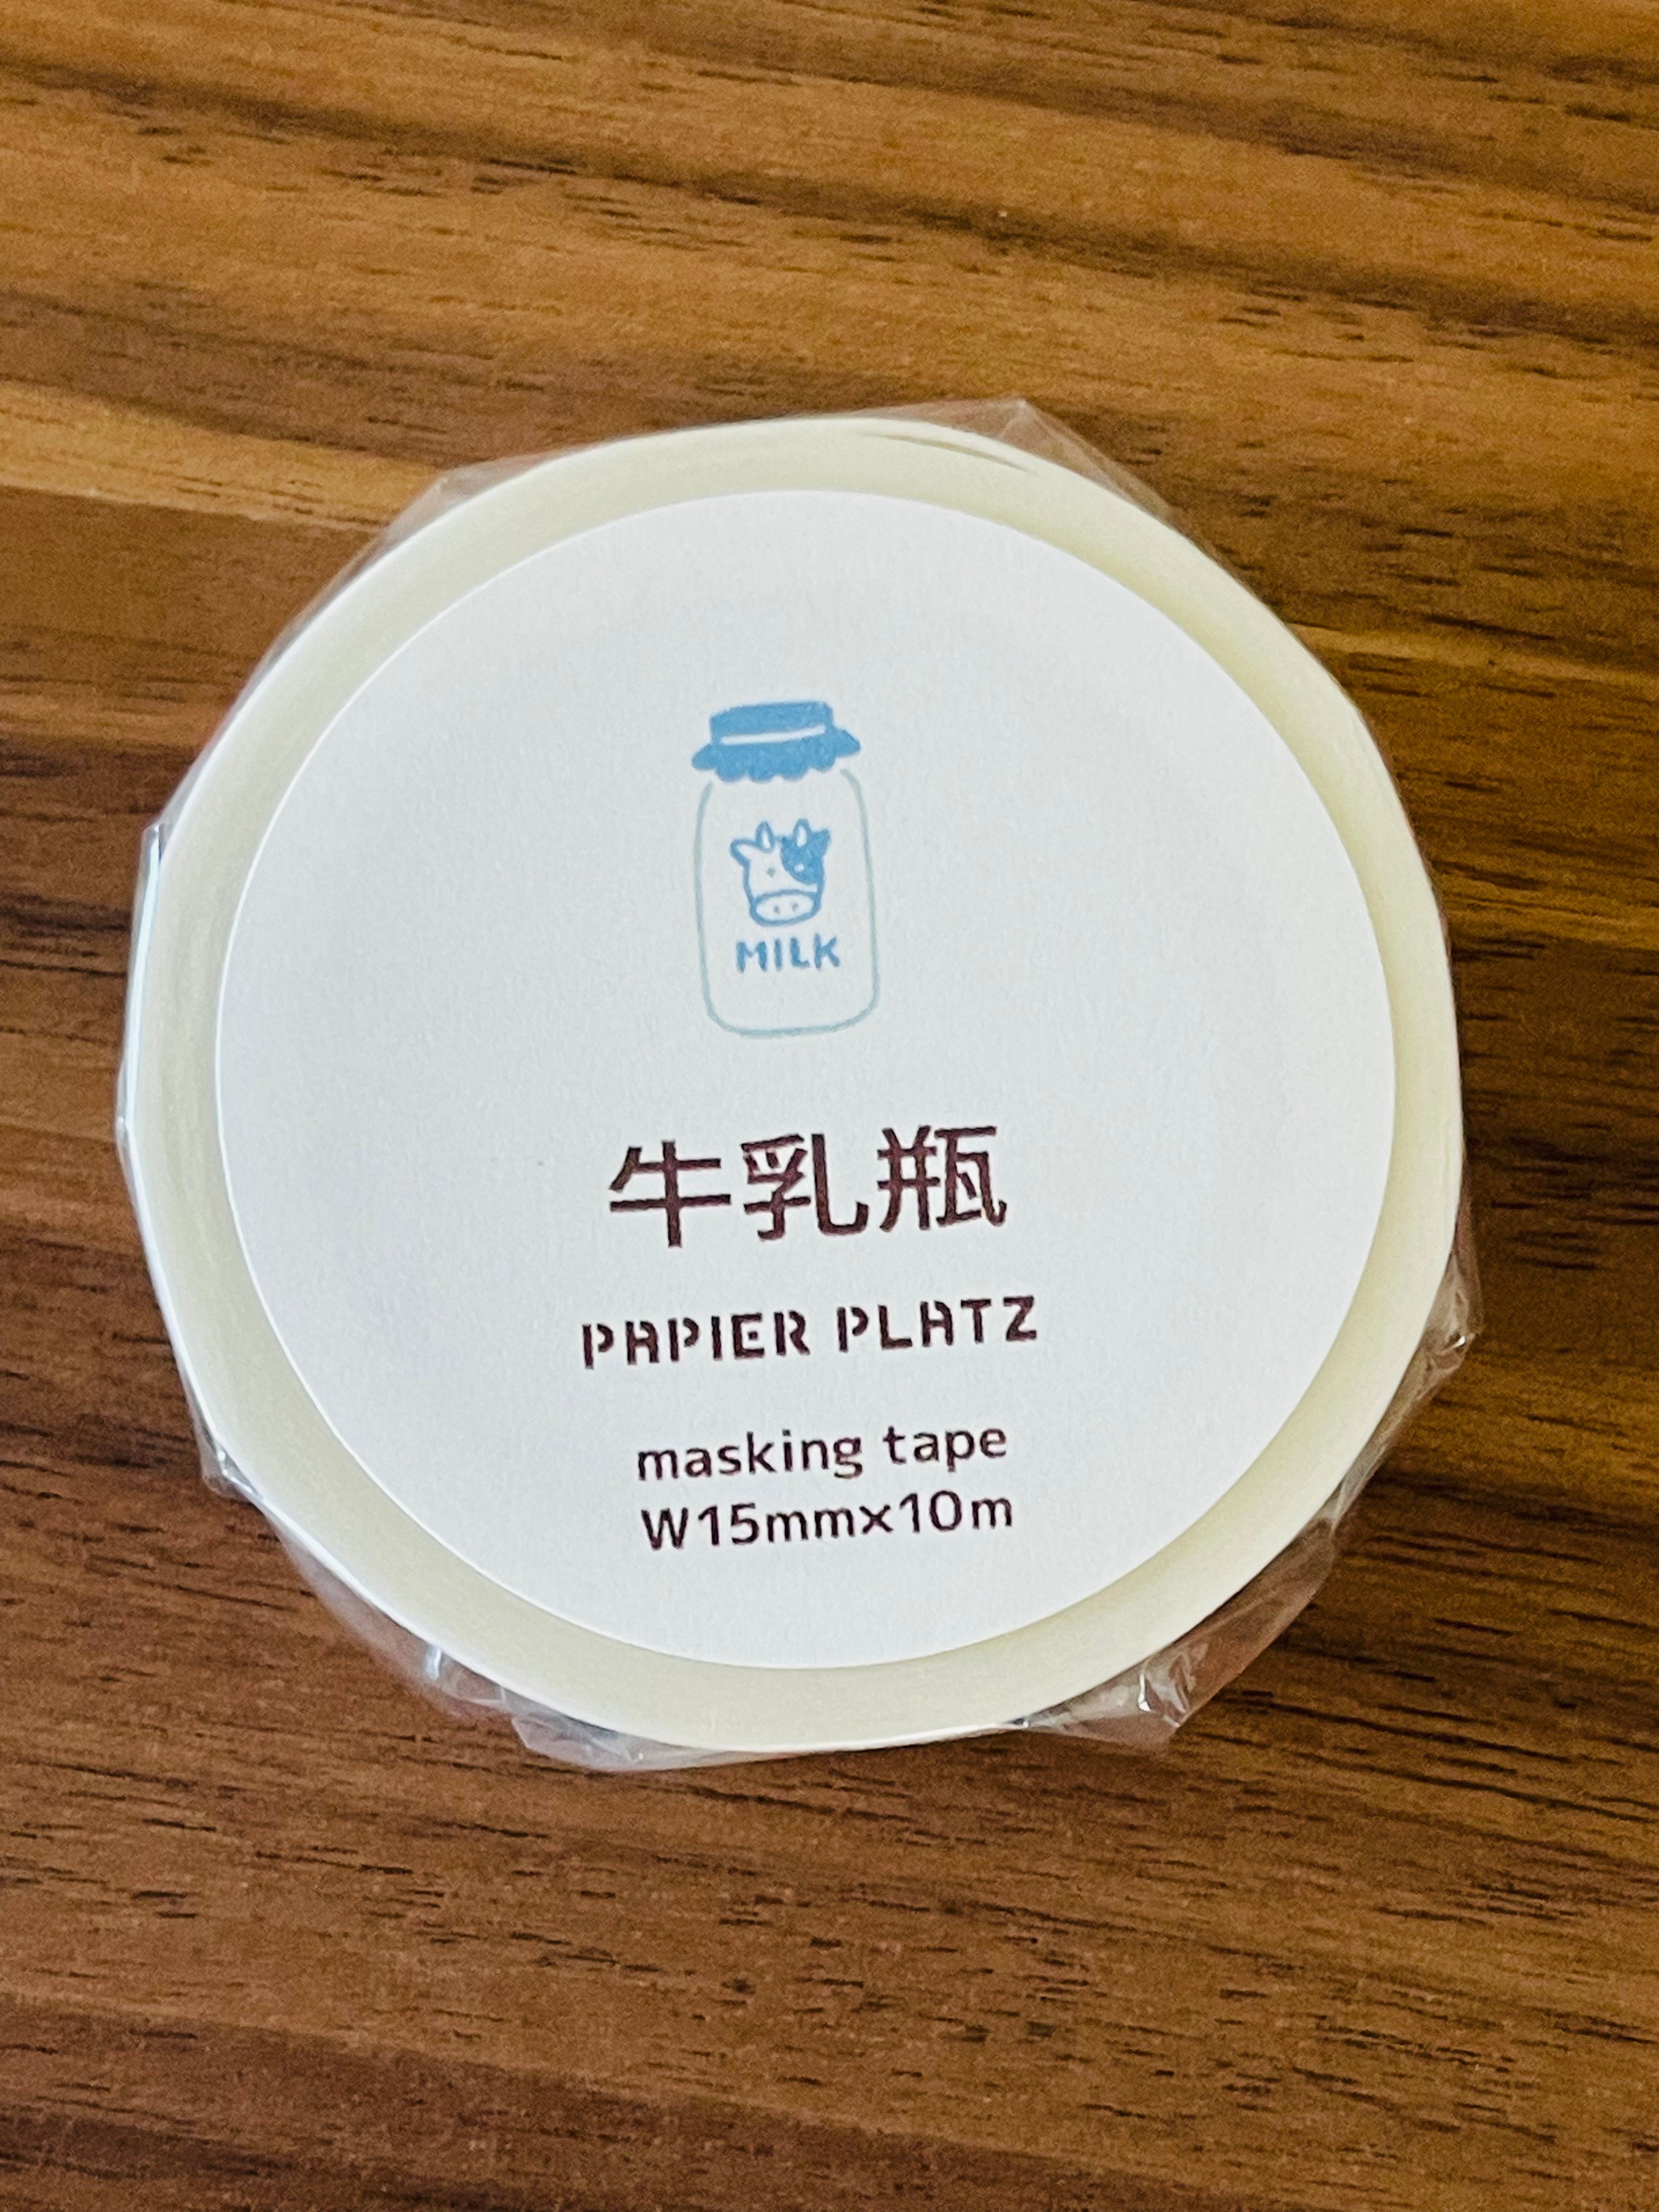 MILK
牛乳瓶
PAPIER PLATZ
masking tape
W15mmx10m